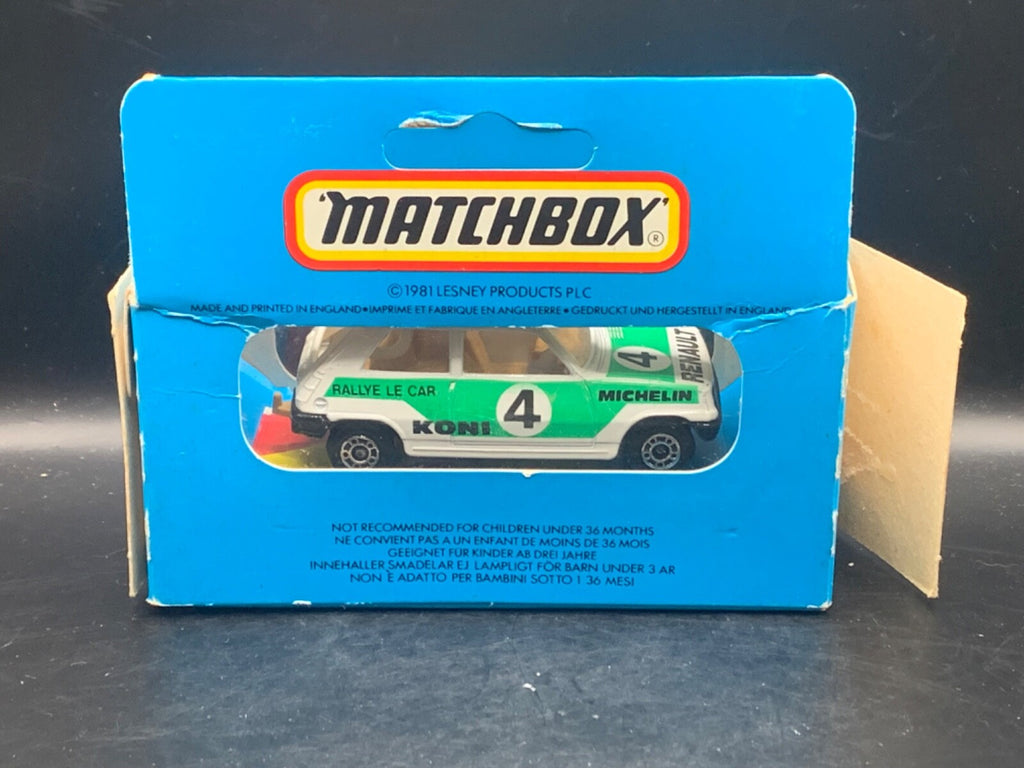 'MATCHBOX'®
©1981 LESNEY PRODUCTS PLC
MADE AND PRINTED IN ENGLAND•IMPRIME ET FABRIQUE EN ANGLETERRE•GEDRUCKT UND HERGESTELLT IN ENGLAND
4
RENAULT
RALLYE LE CAR
4
MICHELIN
KONI
NOT RECOMMENDED FOR CHILDREN UNDER 36 MONTHS
NE CONVIENT PAS A UN ENFANT DE MOINS DE 36 MOIS
GEEIGNET FÜR KINDER AB DREI JAHRE
INNEHALLER SMADELAR EJ LAMPLIGT FÖR BARN UNDER 3 AR
NON È ADATTO PER BAMBINI SOTTO I 36 MESI